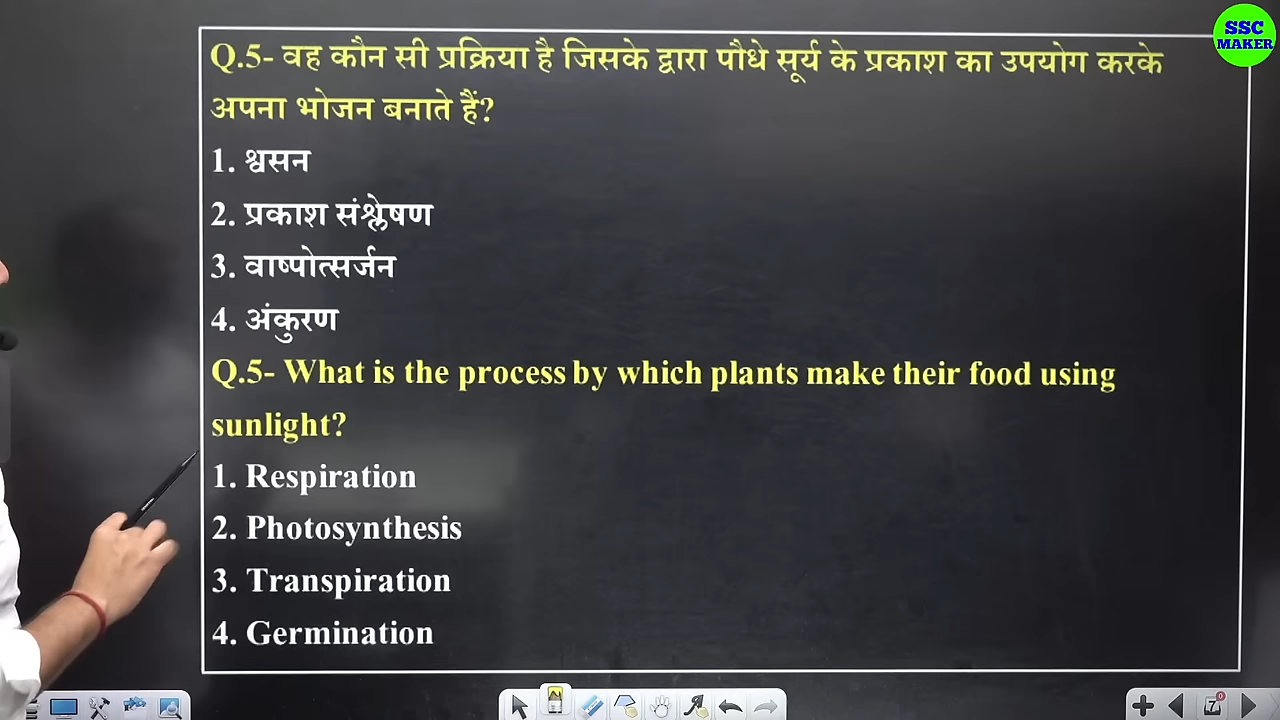 SSC
MAKER
Q.5- वह कौन सी प्रक्रिया है जिसके द्वारा पौधे सूर्य के प्रकाश का उपयोग करके
अपना भोजन बनाते हैं?
1. श्वसन
2. प्रकाश संश्लेषण
3. वाष्पोत्सर्जन
4. अंकुरण
Q.5- What is the process by which plants make their food using
sunlight?
1. Respiration
2. Photosynthesis
3. Transpiration
4. Germination